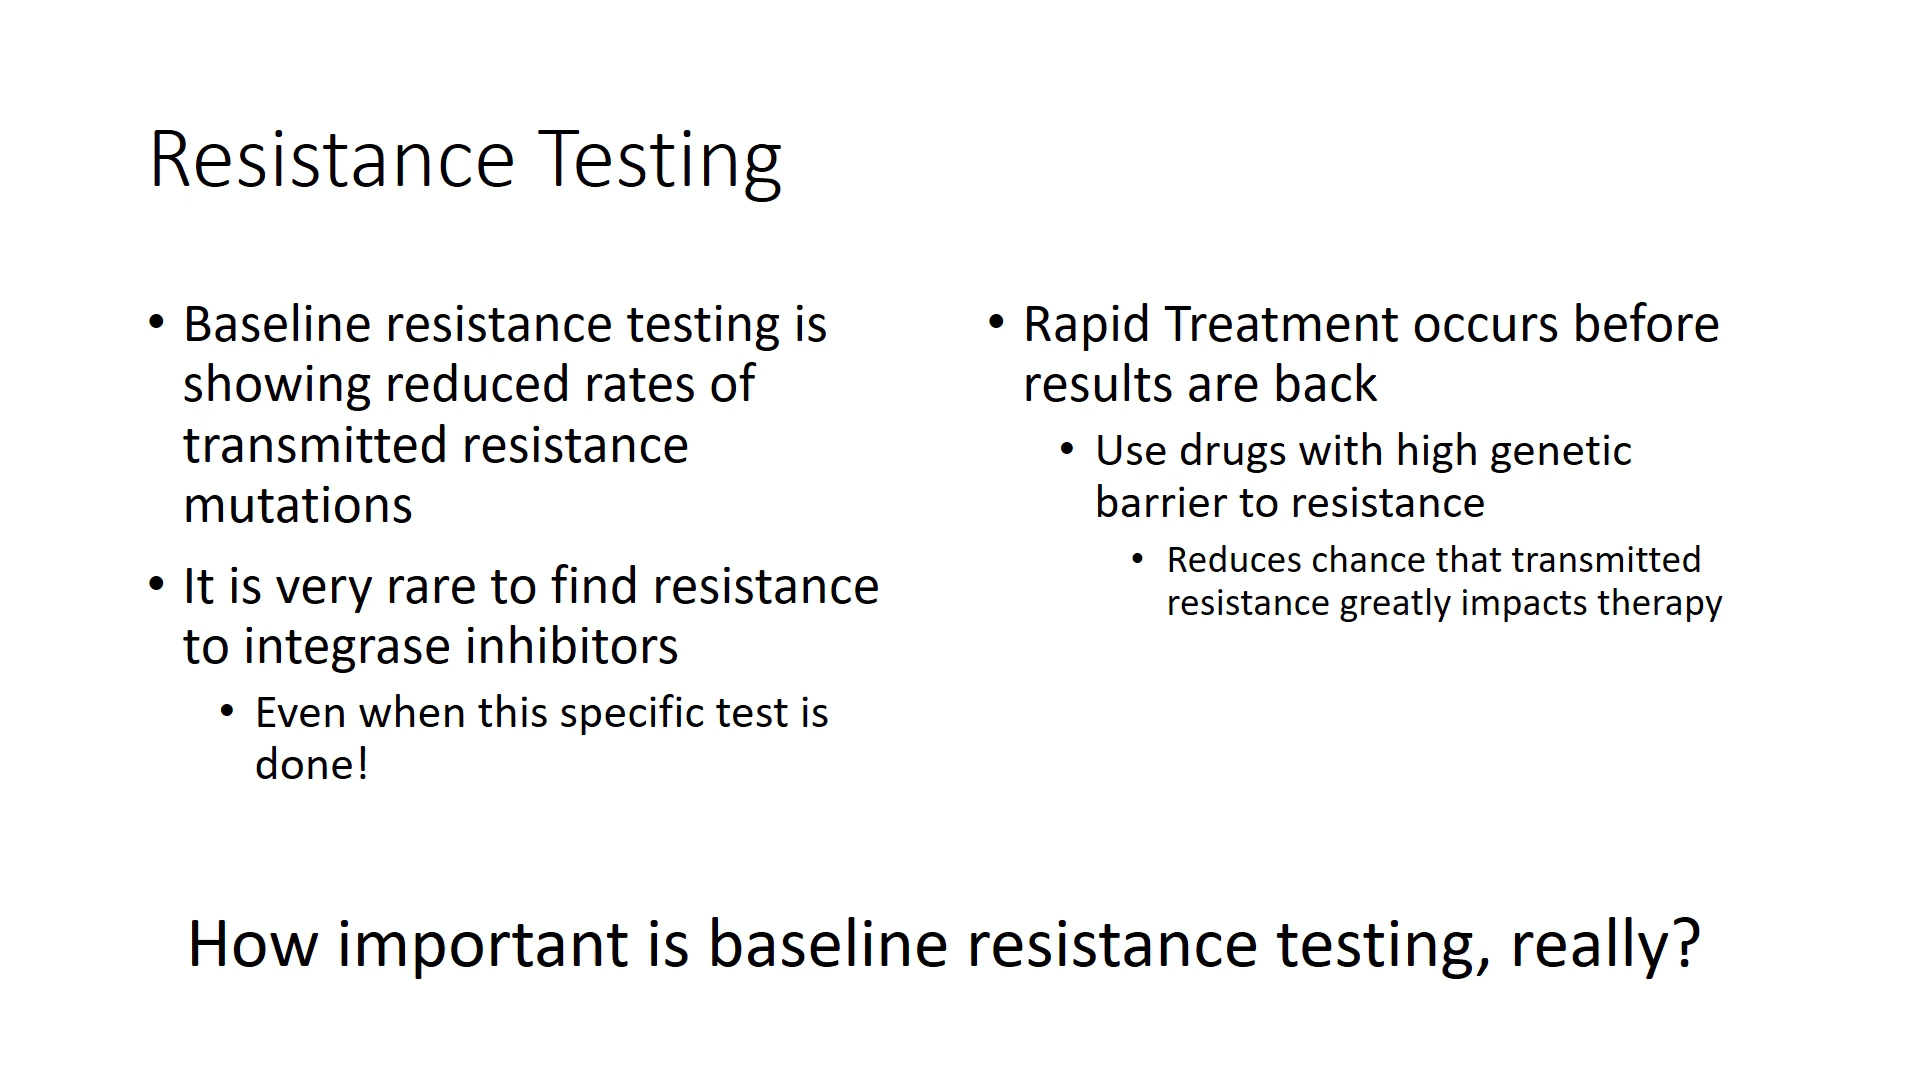 Resistance Testing
• Baseline resistance testing is
showing reduced rates of
transmitted resistance
mutations
• It is very rare to find resistance
to integrase inhibitors
• Even when this specific test is
done!
• Rapid Treatment occurs before
results are back
• Use drugs with high genetic
barrier to resistance
• Reduces chance that transmitted
resistance greatly impacts therapy
How important is baseline resistance testing, really?